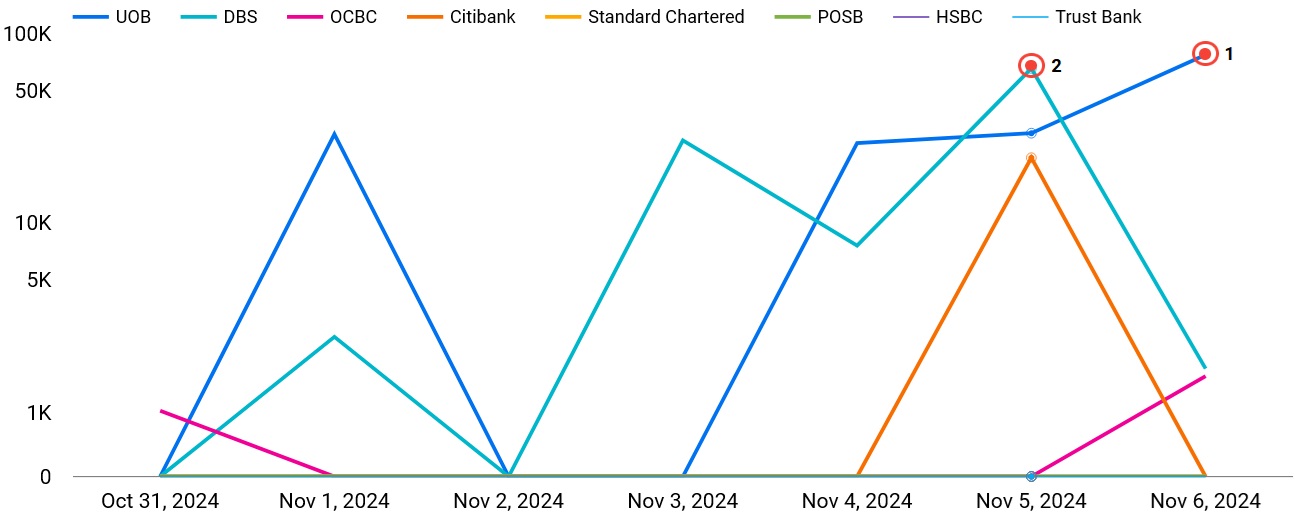 UOB DBS OCBC Citibank Standard Chartered POSB HSBC Trust Bank
100K
1
2
50K
10K
5K
1K
0
Oct 31, 2024 Nov 1, 2024 Nov 2, 2024 Nov 3, 2024 Nov 4, 2024 Nov 5, 2024 Nov 6, 2024